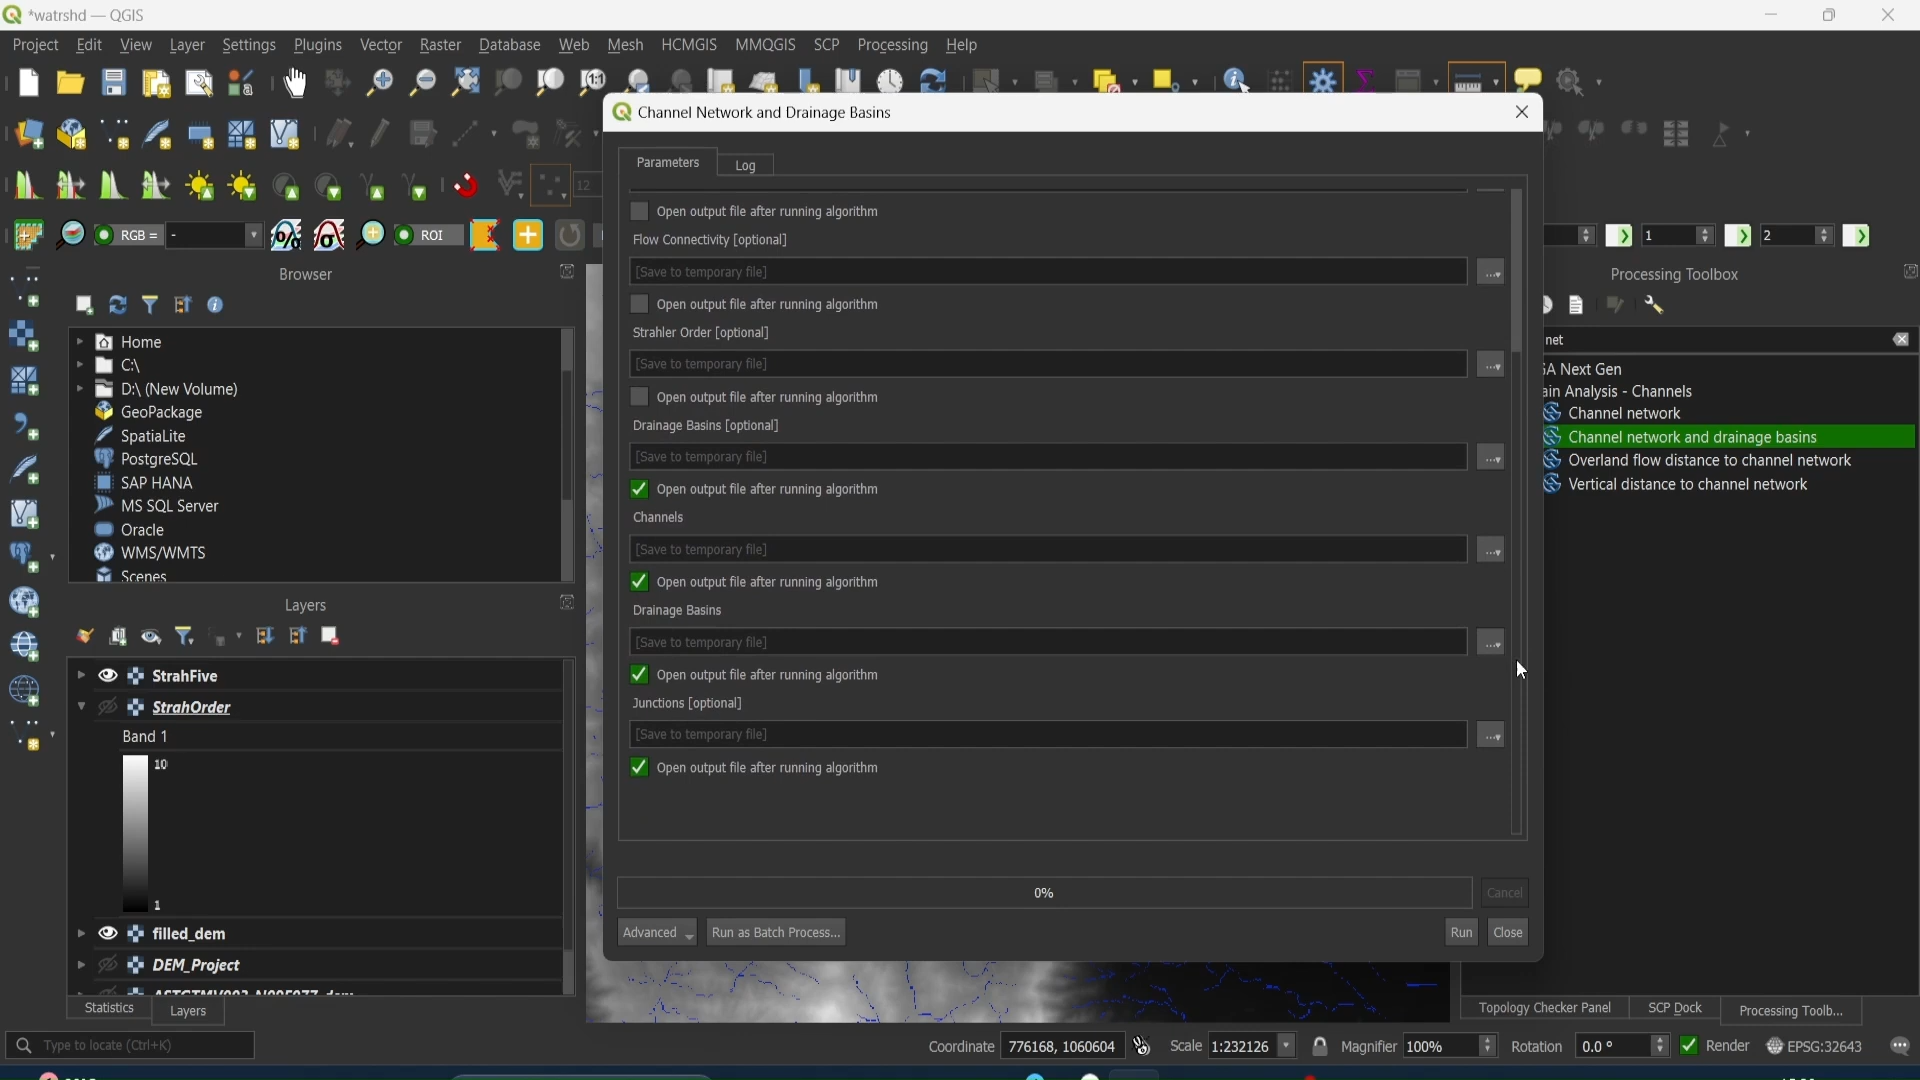 *watrshd — QGIS
Project Edit View Layer Settings Plugins Vector Raster Database Web Mesh HCMGIS MMQGIS SCP Processing Help
Channel Network and Drainage Basins
Parameters
Log
12
RGB = -
ROI
1
2
Open output file after running algorithm
Flow Connectivity [optional]
[Save to temporary file]
Open output file after running algorithm
Strahler Order [optional]
[Save to temporary file]
Open output file after running algorithm
Drainage Basins [optional]
[Save to temporary file]
Open output file after running algorithm
Channels
[Save to temporary file]
Open output file after running algorithm
Drainage Basins
[Save to temporary file]
Open output file after running algorithm
Junctions [optional]
[Save to temporary file]
Open output file after running algorithm
0%
Cancel
Advanced
Run as Batch Process...
Run
Close
Browser
Home
C:\
D:\ (New Volume)
GeoPackage
SpatiaLite
PostgreSQL
SAP HANA
MS SQL Server
Oracle
WMS/WMTS
Scenes
Layers
StrahFive
StrahOrder
Band 1
10
1
filled_dem
DEM_Project
Statistics
Layers
Processing Toolbox
net
GA Next Gen
ain Analysis - Channels
Channel network
Channel network and drainage basins
Overland flow distance to channel network
Vertical distance to channel network
Topology Checker Panel
SCP Dock
Processing Toolb...
Type to locate (Ctrl+K)
Coordinate 776168, 1060604
Scale 1:232126
Magnifier 100%
Rotation 0.0 °
Render
EPSG:32643